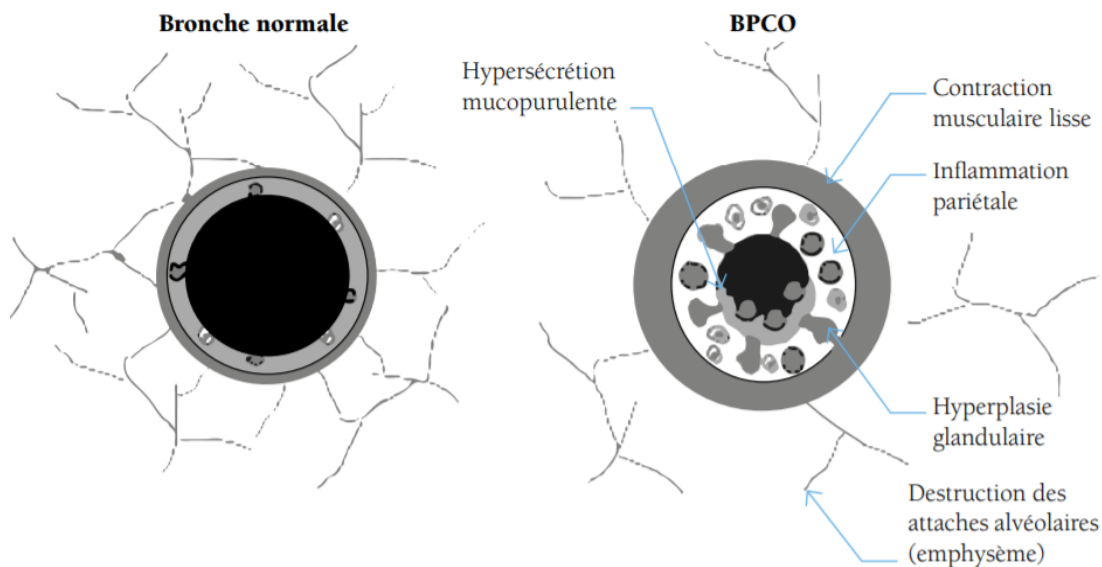 Bronche normale
BPCO
Hypersécrétion
mucopurulente
Contraction
musculaire lisse
Inflammation
pariétale
Hyperplasie
glandulaire
Destruction des
attaches alvéolaires
(emphysème)